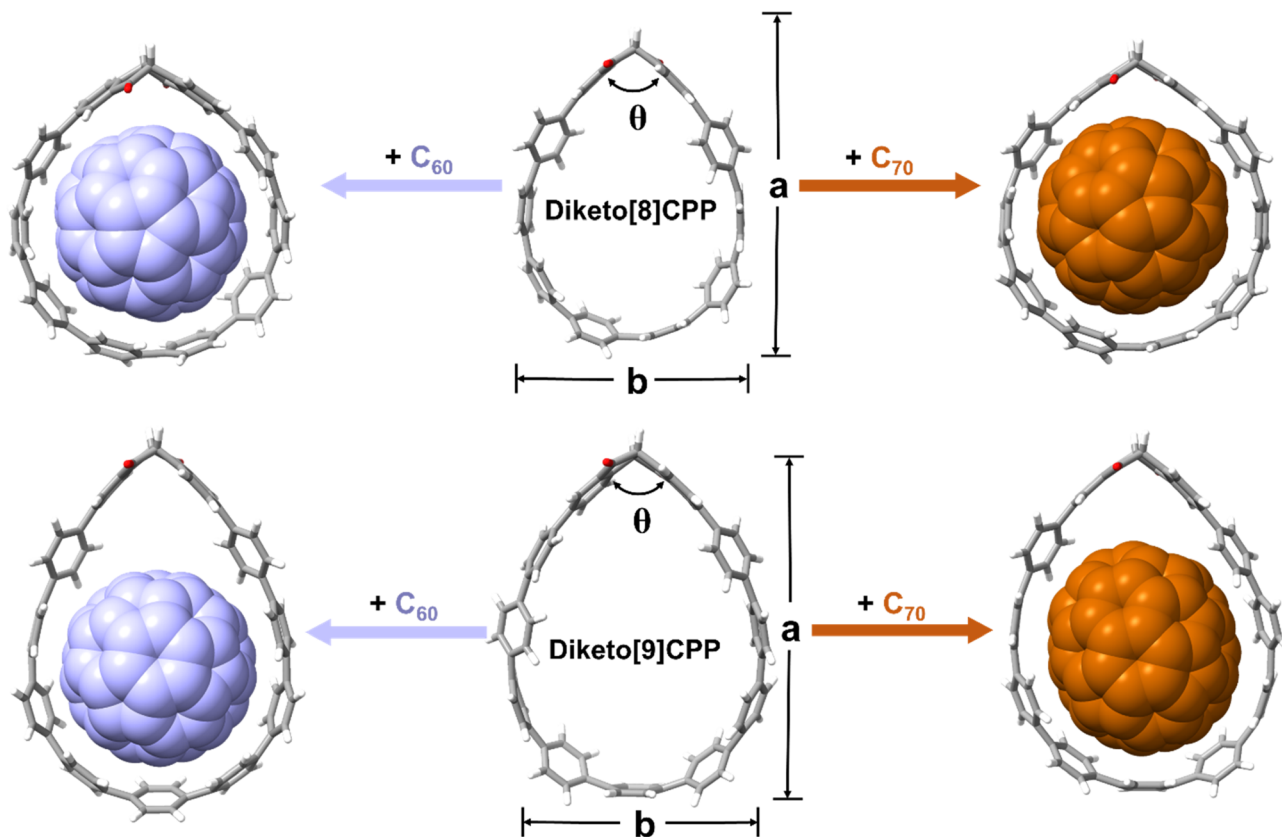 θ
a
+ C60
Diketo[8]CPP
+ C70
b
θ
a
+ C60
Diketo[9]CPP
+ C70
b